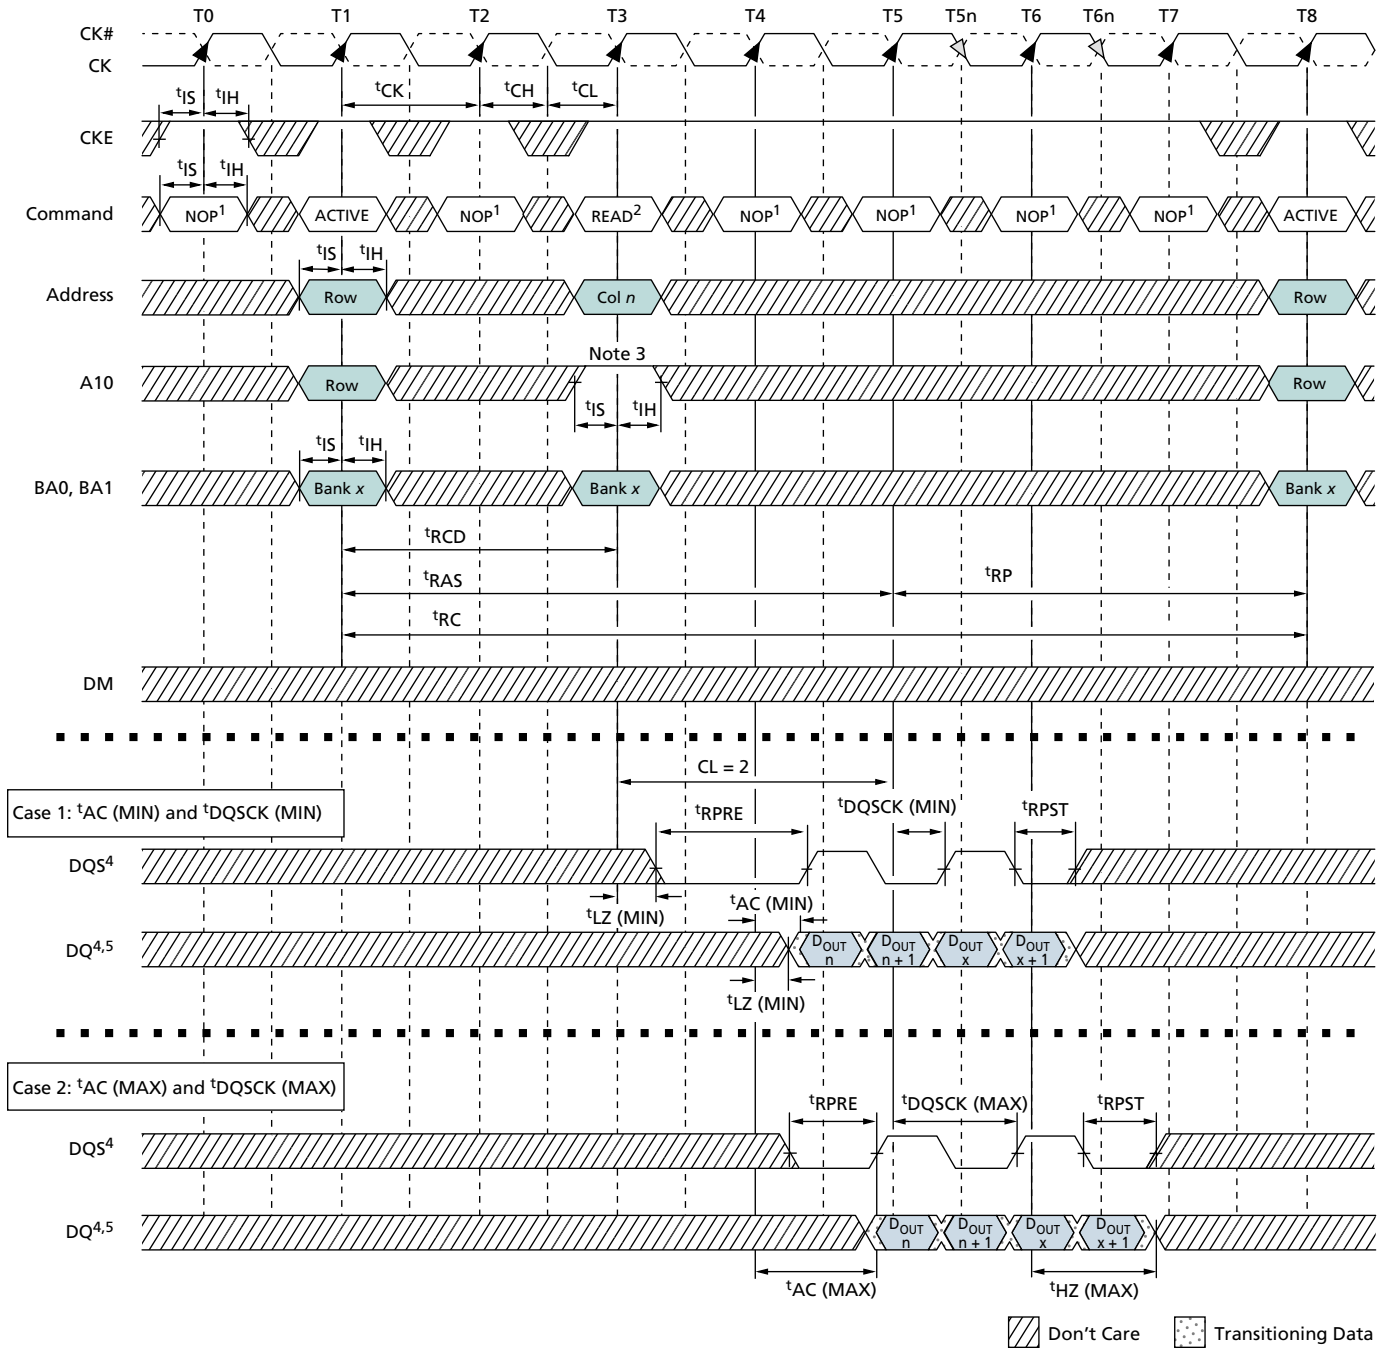 T0 T1 T2 T3 T4 T5 T5n T6 T6n T7 T8
CK#
CK
tCK tCH tCL
tIS tIH
CKE
tIS tIH
Command NOP1 ACTIVE NOP1 READ2 NOP1 NOP1 NOP1 NOP1 ACTIVE
tIS tIH
Address Row Col n Row
Note 3
A10 Row Row
tIS tIH
tIS tIH
BA0, BA1 Bank x Bank x Bank x
tRCD
tRAS tRP
tRC
DM
CL = 2
Case 1: tAC (MIN) and tDQSCK (MIN)
tRPRE tDQSCK (MIN) tRPST
DQS4
tLZ (MIN) tAC (MIN)
DQ4,5 DOUT n DOUT n + 1 DOUT x DOUT x + 1
tLZ (MIN)
Case 2: tAC (MAX) and tDQSCK (MAX)
tRPRE tDQSCK (MAX) tRPST
DQS4
DQ4,5 DOUT n DOUT n + 1 DOUT x DOUT x + 1
tAC (MAX) tHZ (MAX)
Don't Care Transitioning Data